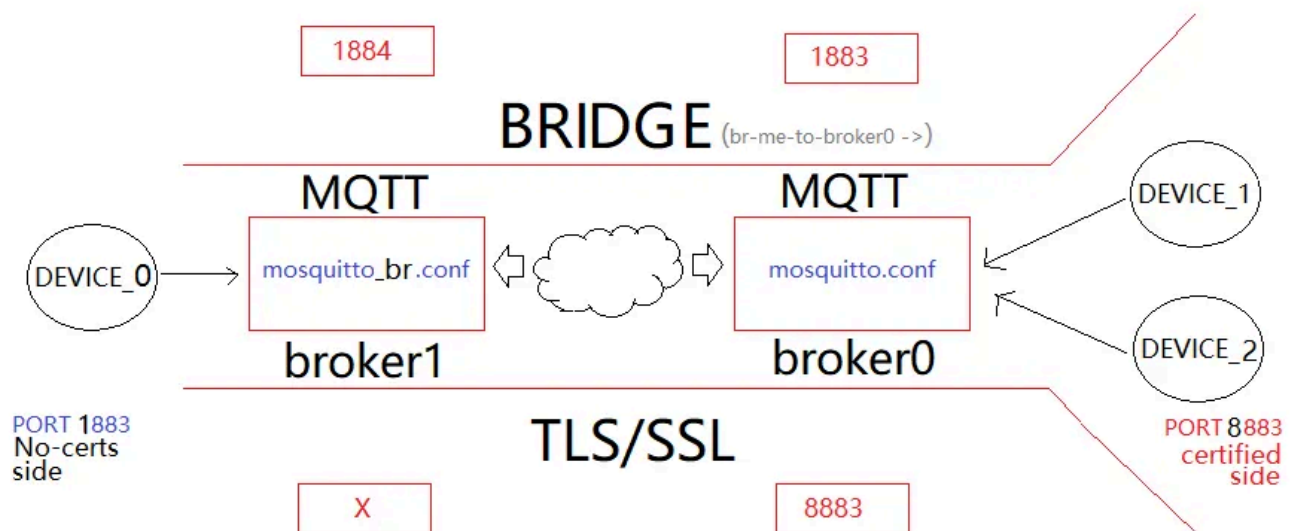 1884
1883
BRIDGE (br-me-to-broker0 ->)
MQTT
MQTT
DEVICE_1
DEVICE_0
mosquitto_br.conf
mosquitto.conf
DEVICE_2
broker1
broker0
PORT 1883
No-certs
side
TLS/SSL
PORT 8883
certified
side
X
8883